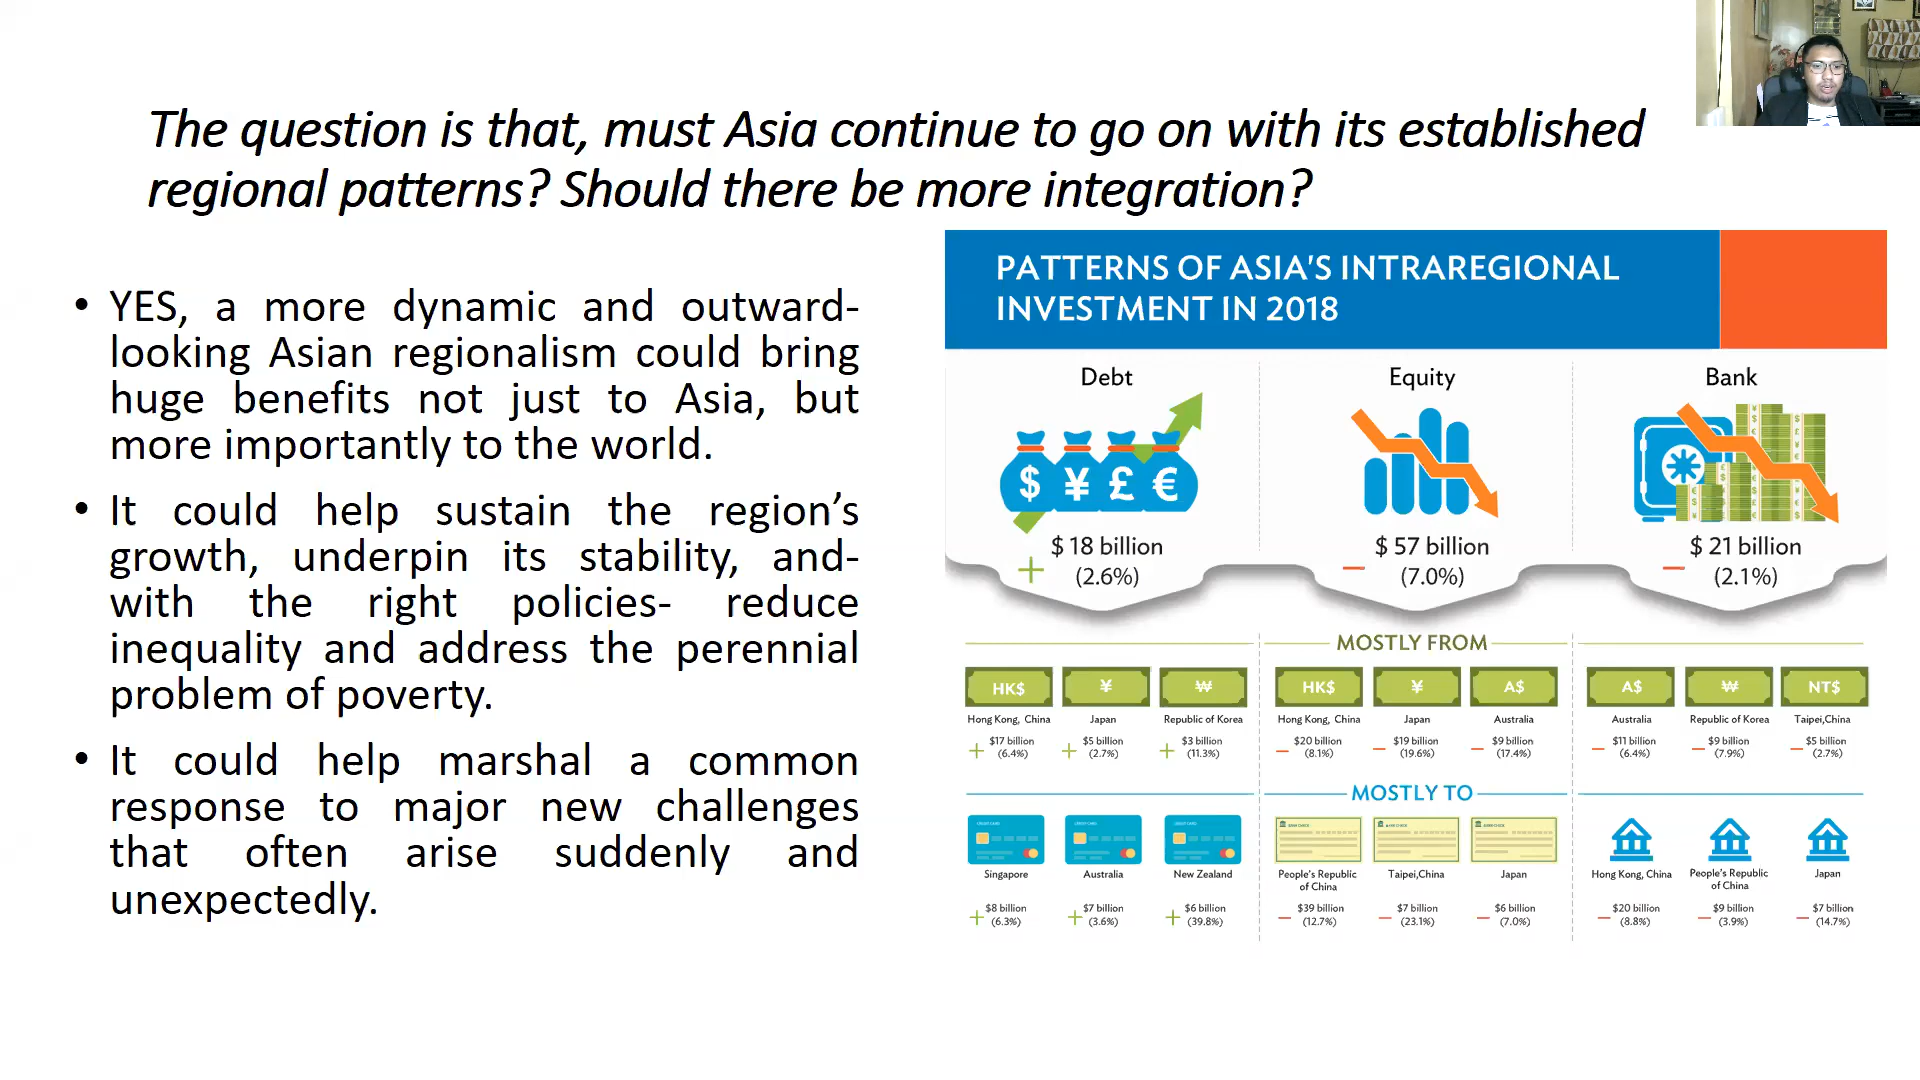 The question is that, must Asia continue to go on with its established
regional patterns? Should there be more integration?
• YES, a more dynamic and outward-
looking Asian regionalism could bring
huge benefits not just to Asia, but
more importantly to the world.
• It could help sustain the region’s
growth, underpin its stability, and-
with the right policies- reduce
inequality and address the perennial
problem of poverty.
• It could help marshal a common
response to major new challenges
that often arise suddenly and
unexpectedly.
PATTERNS OF ASIA'S INTRAREGIONAL
INVESTMENT IN 2018
Debt Equity Bank
$ ¥ £ €
$ 18 billion $ 57 billion $ 21 billion
+ (2.6%) − (7.0%) − (2.1%)
MOSTLY FROM
HK$ ¥ ₩ HK$ ¥ A$ A$ ₩ NT$
Hong Kong, China Japan Republic of Korea Hong Kong, China Japan Australia Australia Republic of Korea Taipei,China
+ $17 billion + $5 billion + $3 billion − $20 billion − $19 billion − $9 billion − $11 billion − $9 billion − $5 billion
(6.4%) (2.7%) (11.3%) (8.1%) (19.6%) (17.4%) (6.4%) (7.9%) (2.7%)
MOSTLY TO
Singapore Australia New Zealand People's Republic Taipei,China Japan Hong Kong, China People's Republic Japan
of China of China
+ $8 billion + $7 billion + $6 billion − $39 billion − $7 billion − $6 billion − $20 billion − $9 billion − $7 billion
(6.3%) (3.6%) (39.8%) (12.7%) (23.1%) (7.0%) (8.8%) (3.9%) (14.7%)